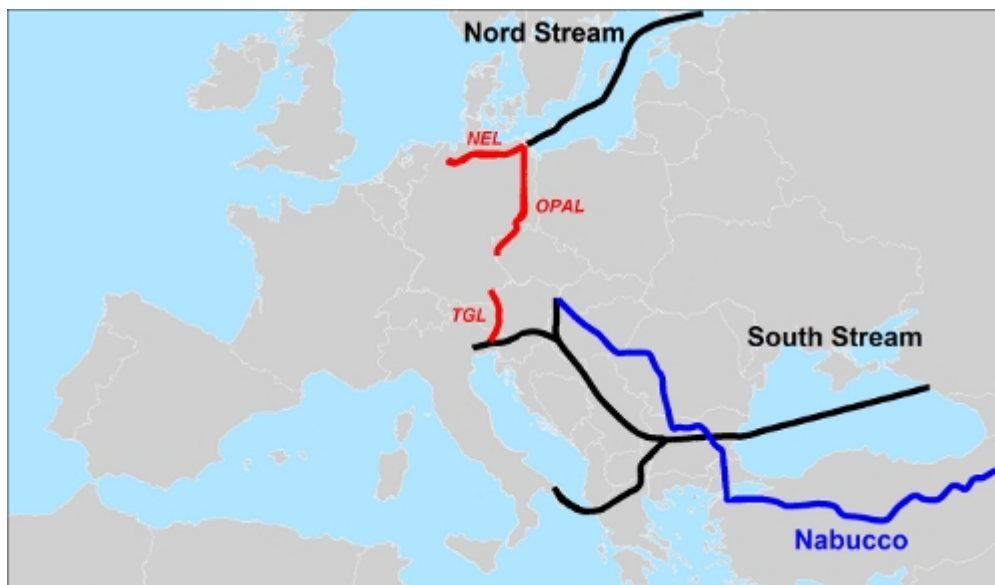 Nord Stream
NEL
OPAL
TGL
South Stream
Nabucco